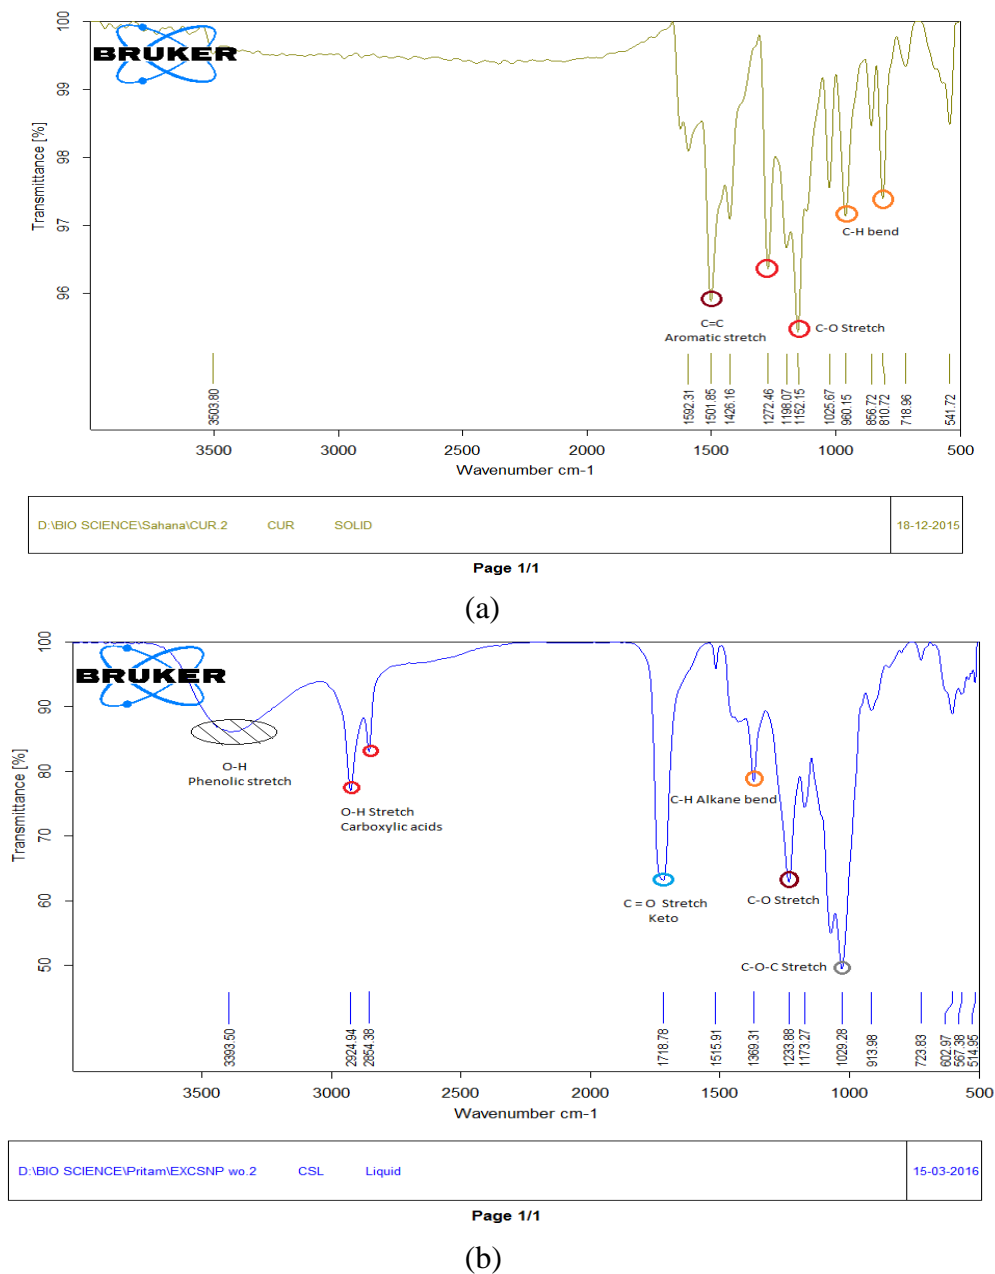 BRUKER
Transmittance [%]
100
99
98
97
96
C-H bend
C=C
Aromatic stretch
C-O Stretch
3503.80
1592.31
1501.85
1426.16
1272.46
1198.07
1152.15
1025.67
960.15
856.72
810.72
718.96
541.72
3500 3000 2500 2000 1500 1000 500
Wavenumber cm-1
D:\BIO SCIENCE\Sahana\CUR.2 CUR SOLID 18-12-2015
Page 1/1
(a)
BRUKER
Transmittance [%]
100
90
80
70
60
50
O-H
Phenolic stretch
O-H Stretch
Carboxylic acids
C-H Alkane bend
C = O Stretch
Keto
C-O Stretch
C-O-C Stretch
3393.50
2924.94
2854.38
1718.78
1515.91
1369.31
1233.88
1173.27
1029.28
913.98
723.83
602.97
567.38
514.95
3500 3000 2500 2000 1500 1000 500
Wavenumber cm-1
D:\BIO SCIENCE\Pritam\EXCSNP wo.2 CSL Liquid 15-03-2016
Page 1/1
(b)